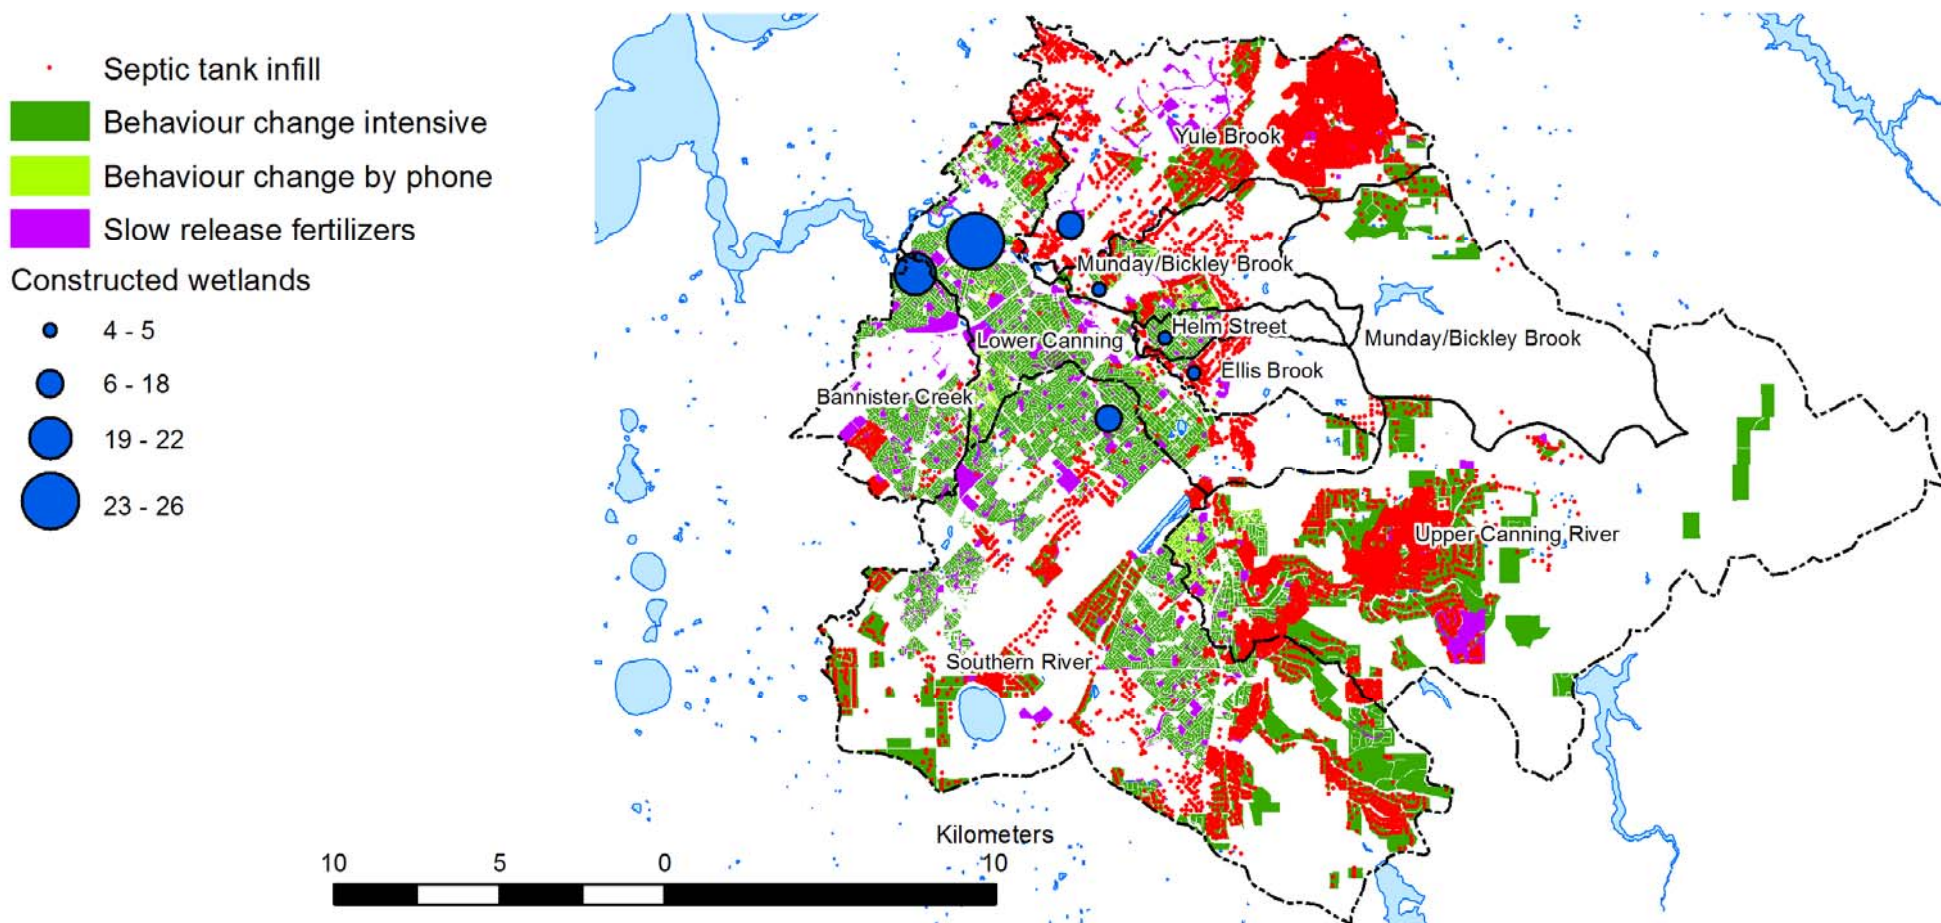 Septic tank infill
Behaviour change intensive
Behaviour change by phone
Slow release fertilizers
Constructed wetlands
4 - 5
6 - 18
19 - 22
23 - 26
Yule Brook
Munday/Bickley Brook
Helm Street
Lower Canning
Munday/Bickley Brook
Ellis Brook
Bannister Creek
Upper Canning River
Southern River
Kilometers
10 5 0 10